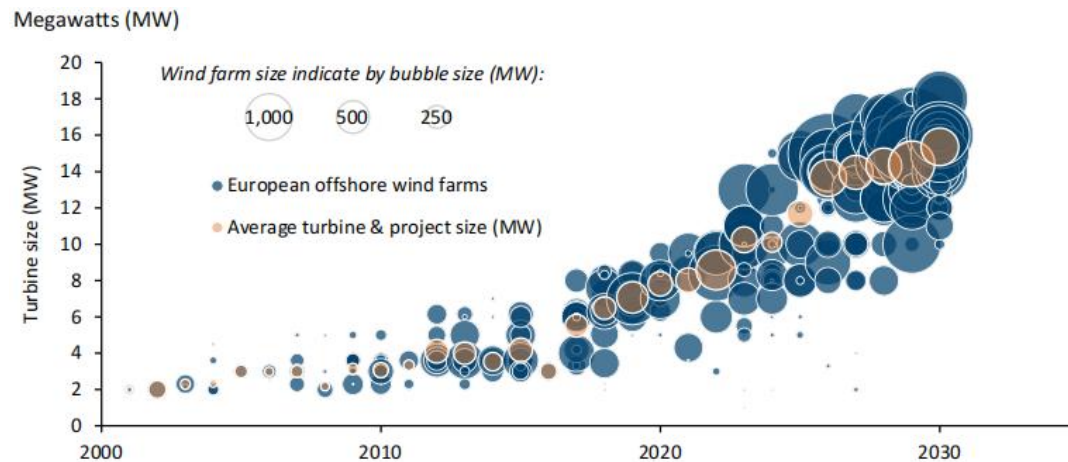 Megawatts (MW)
Wind farm size indicate by bubble size (MW):
1,000 500 250
European offshore wind farms
Average turbine & project size (MW)
Turbine size (MW)
20
18
16
14
12
10
8
6
4
2
0
2000 2010 2020 2030